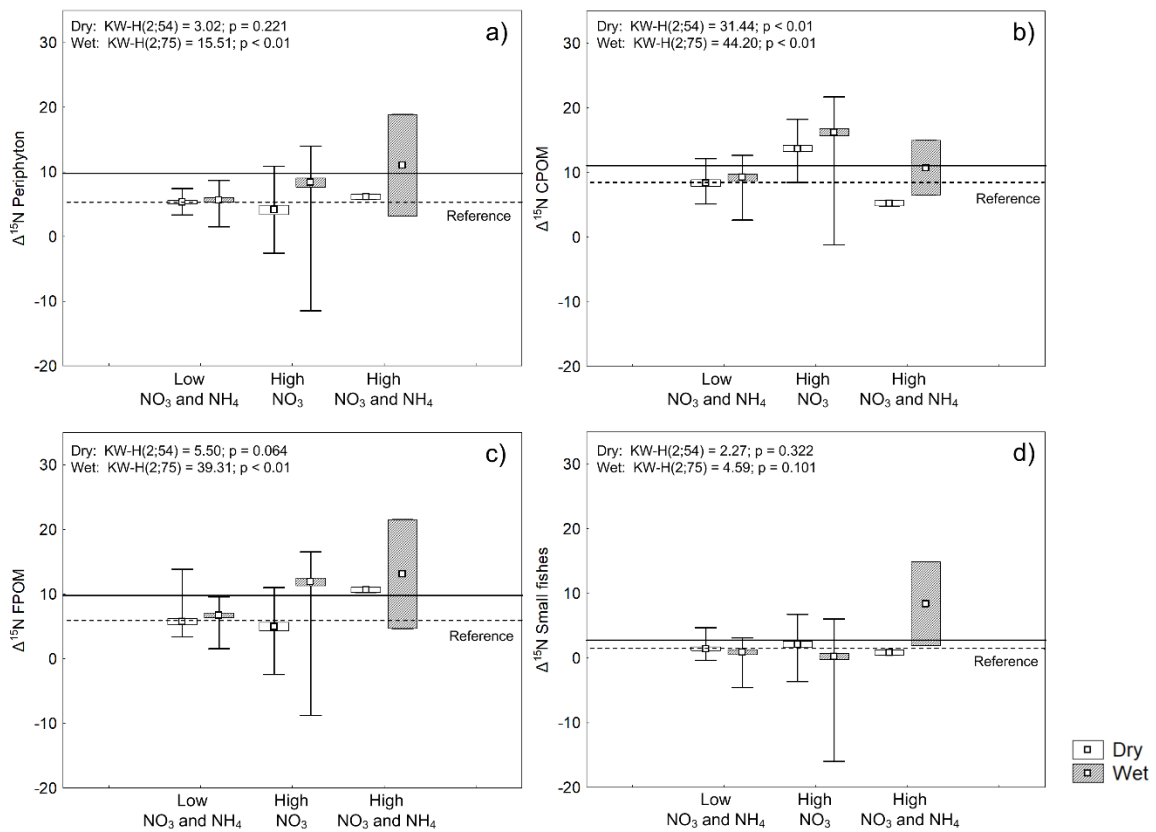 Dry: KW-H(2;54) = 3.02; p = 0.221
Wet: KW-H(2;75) = 15.51; p < 0.01
a)
35
30
20
10
0
-10
-20
Δ¹⁵N Periphyton
Reference
Low
NO₃ and NH₄
High
NO₃
High
NO₃ and NH₄
Dry: KW-H(2;54) = 31.44; p < 0.01
Wet: KW-H(2;75) = 44.20; p < 0.01
b)
30
20
10
0
-10
-20
Δ¹⁵N CPOM
Reference
Low
NO₃ and NH₄
High
NO₃
High
NO₃ and NH₄
Dry: KW-H(2;54) = 5.50; p = 0.064
Wet: KW-H(2;75) = 39.31; p < 0.01
c)
30
20
10
0
-10
-20
Δ¹⁵N FPOM
Reference
Low
NO₃ and NH₄
High
NO₃
High
NO₃ and NH₄
Dry: KW-H(2;54) = 2.27; p = 0.322
Wet: KW-H(2;75) = 4.59; p = 0.101
d)
30
20
10
0
-10
-20
Δ¹⁵N Small fishes
Reference
Low
NO₃ and NH₄
High
NO₃
High
NO₃ and NH₄
Dry
Wet